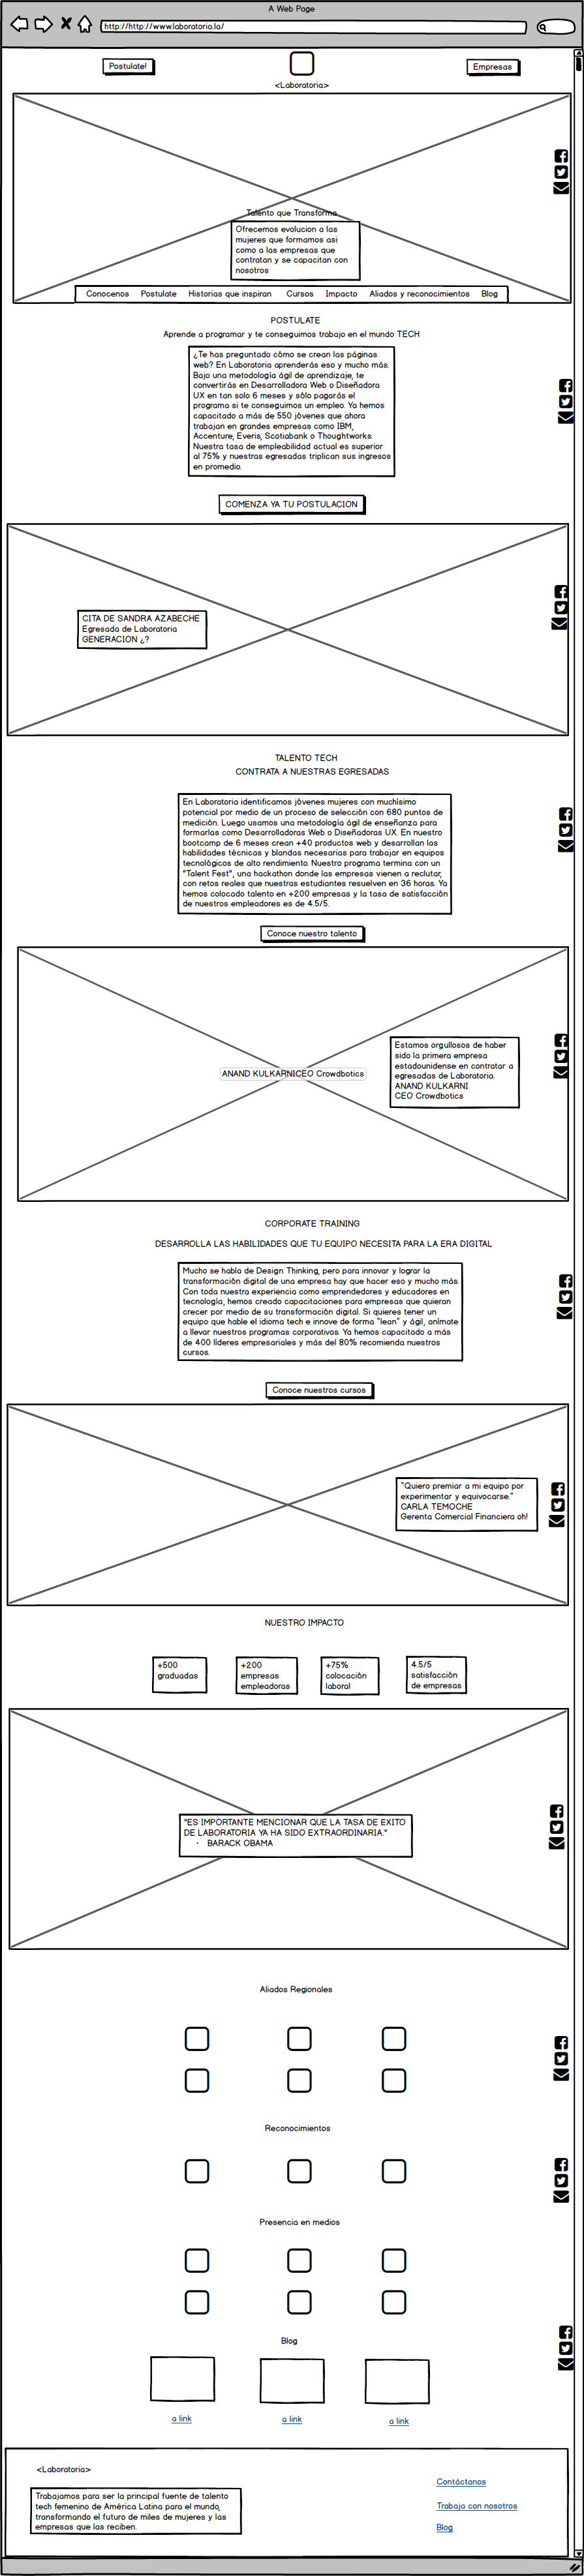 A Web Page
http://http://www.laboratoria.la/
Postulate!
Empresas
<Laboratoria>
Talento que Transforma
Ofrecemos evolucion a las
mujeres que formamos asi
como a las empresas que
contratan y se capacitan con
nosotros
Conocenos Postulate Historias que inspiran Cursos Impacto Aliados y reconocimientos Blog
POSTULATE
Aprende a programar y te conseguimos trabajo en el mundo TECH
¿Te has preguntado cómo se crean las páginas
web? En Laboratoria aprenderás eso y mucho más.
Bajo una metodología ágil de aprendizaje, te
convertirás en Desarrolladora Web o Diseñadora
UX en tan solo 6 meses y sólo pagarás el
programa si te conseguimos un empleo. Ya hemos
capacitado a más de 550 jóvenes que ahora
trabajan en grandes empresas como IBM,
Accenture, Everis, Scotiabank o Thoughtworks.
Nuestra tasa de empleabilidad actual es superior
al 75% y nuestras egresadas triplican sus ingresos
en promedio.
COMENZA YA TU POSTULACION
CITA DE SANDRA AZABECHE
Egresada de Laboratoria
GENERACION ¿?
TALENTO TECH
CONTRATA A NUESTRAS EGRESADAS
En Laboratoria identificamos jóvenes mujeres con muchísimo
potencial por medio de un proceso de selección con 680 puntos de
medición. Luego usamos una metodología ágil de enseñanza para
formarlas como Desarrolladoras Web o Diseñadoras UX. En nuestro
bootcamp de 6 meses crean +40 productos web y desarrollan las
habilidades técnicas y blandas necesarias para trabajar en equipos
tecnológicos de alto rendimiento. Nuestro programa termina con un
"Talent Fest", una hackathon donde las empresas vienen a reclutar,
con retos reales que nuestras estudiantes resuelven en 36 horas. Ya
hemos colocado talento en +200 empresas y la tasa de satisfacción
de nuestros empleadores es de 4.5/5.
Conoce nuestro talento
ANAND KULKARNICEO Crowdbotics
Estamos orgullosos de haber
sido la primera empresa
estadounidense en contratar a
egresadas de Laboratoria.
ANAND KULKARNI
CEO Crowdbotics
CORPORATE TRAINING
DESARROLLA LAS HABILIDADES QUE TU EQUIPO NECESITA PARA LA ERA DIGITAL
Mucho se habla de Design Thinking, pero para innovar y lograr la
transformación digital de una empresa hay que hacer eso y mucho más.
Con toda nuestra experiencia como emprendedores y educadores en
tecnología, hemos creado capacitaciones para empresas que quieran
crecer por medio de su transformación digital. Si quieres tener un
equipo que hable el idioma tech e innove de forma "lean" y ágil, anímate
a llevar nuestros programas corporativos. Ya hemos capacitado a más
de 400 líderes empresariales y más del 80% recomienda nuestros
cursos.
Conoce nuestros cursos
"Quiero premiar a mi equipo por
experimentar y equivocarse."
CARLA TEMOCHE
Gerenta Comercial Financiera oh!
NUESTRO IMPACTO
+500
graduadas
+200
empresas
empleadoras
+75%
colocación
laboral
4.5/5
satisfacción
de empresas
"ES IMPORTANTE MENCIONAR QUE LA TASA DE EXITO
DE LABORATORIA YA HA SIDO EXTRAORDINARIA."
· BARACK OBAMA
Aliados Regionales
Reconocimientos
Presencia en medios
Blog
a link
a link
a link
<Laboratoria>
Trabajamos para ser la principal fuente de talento
tech femenino de América Latina para el mundo,
transformando el futuro de miles de mujeres y las
empresas que las reciben.
Contáctanos
Trabaja con nosotros
Blog